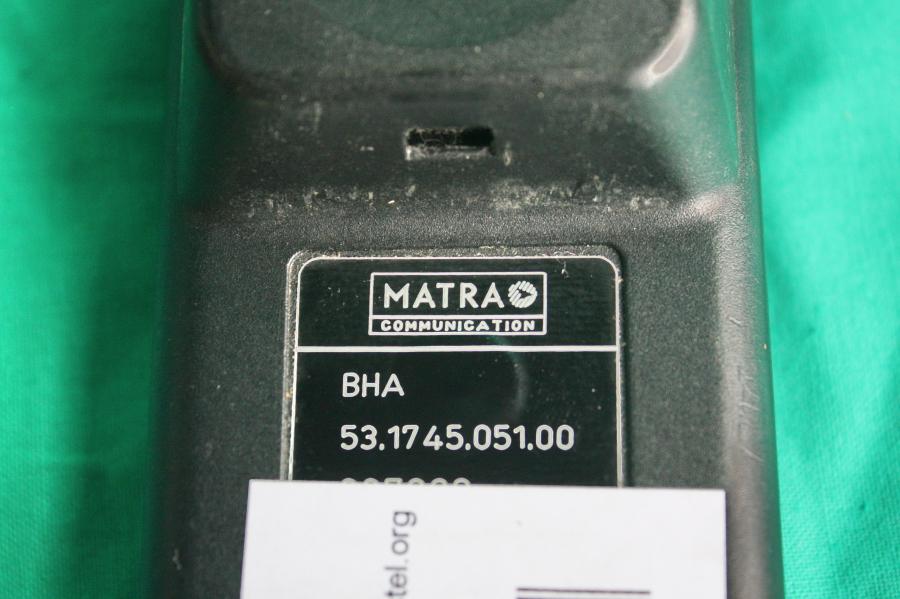 MATRA
COMMUNICATION
BHA
53.1745.051.00
tel.org